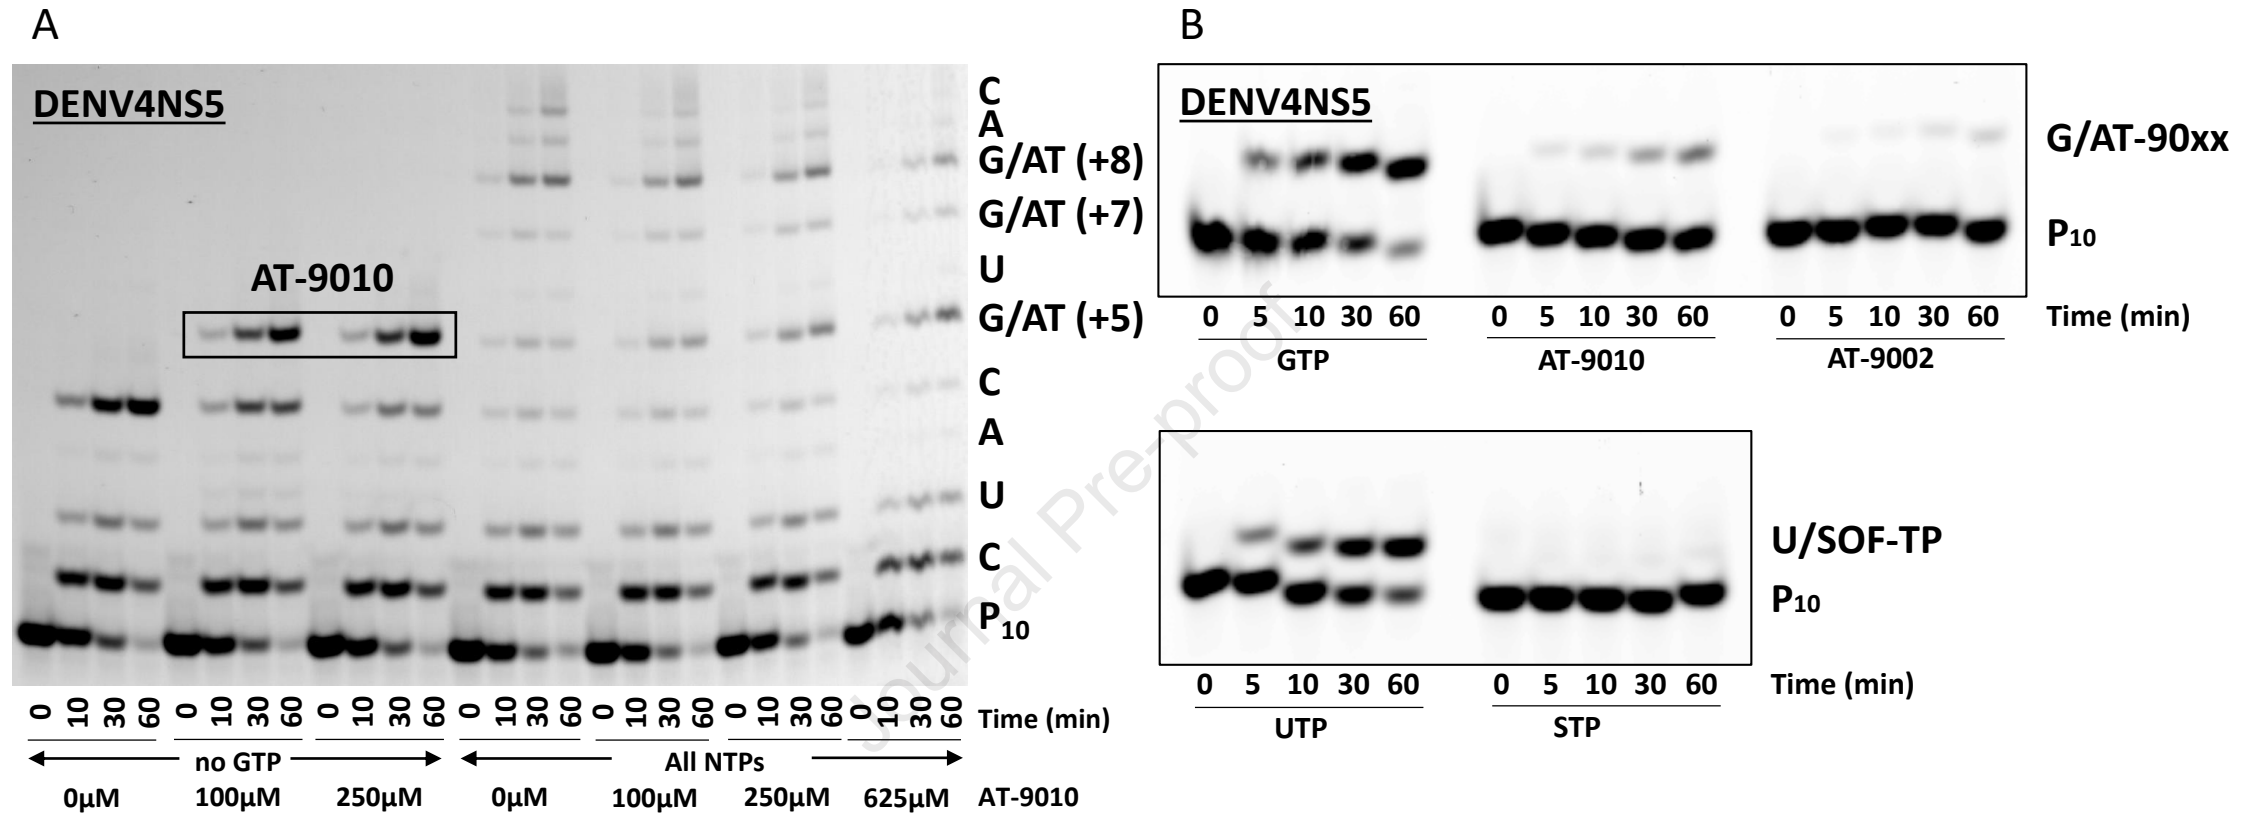 A
DENV4NS5
AT-9010
C
A
G/AT (+8)
G/AT (+7)
U
G/AT (+5)
C
A
U
C
P10
0 10 30 60 0 10 30 60 0 10 30 60 0 10 30 60 0 10 30 60 0 10 30 60 0 10 30 60 Time (min)
no GTP All NTPs
0µM 100µM 250µM 0µM 100µM 250µM 625µM AT-9010
B
DENV4NS5
G/AT-90xx
P10
0 5 10 30 60 0 5 10 30 60 0 5 10 30 60 Time (min)
GTP AT-9010 AT-9002
U/SOF-TP
P10
0 5 10 30 60 0 5 10 30 60 Time (min)
UTP STP
Journal Pre-proof